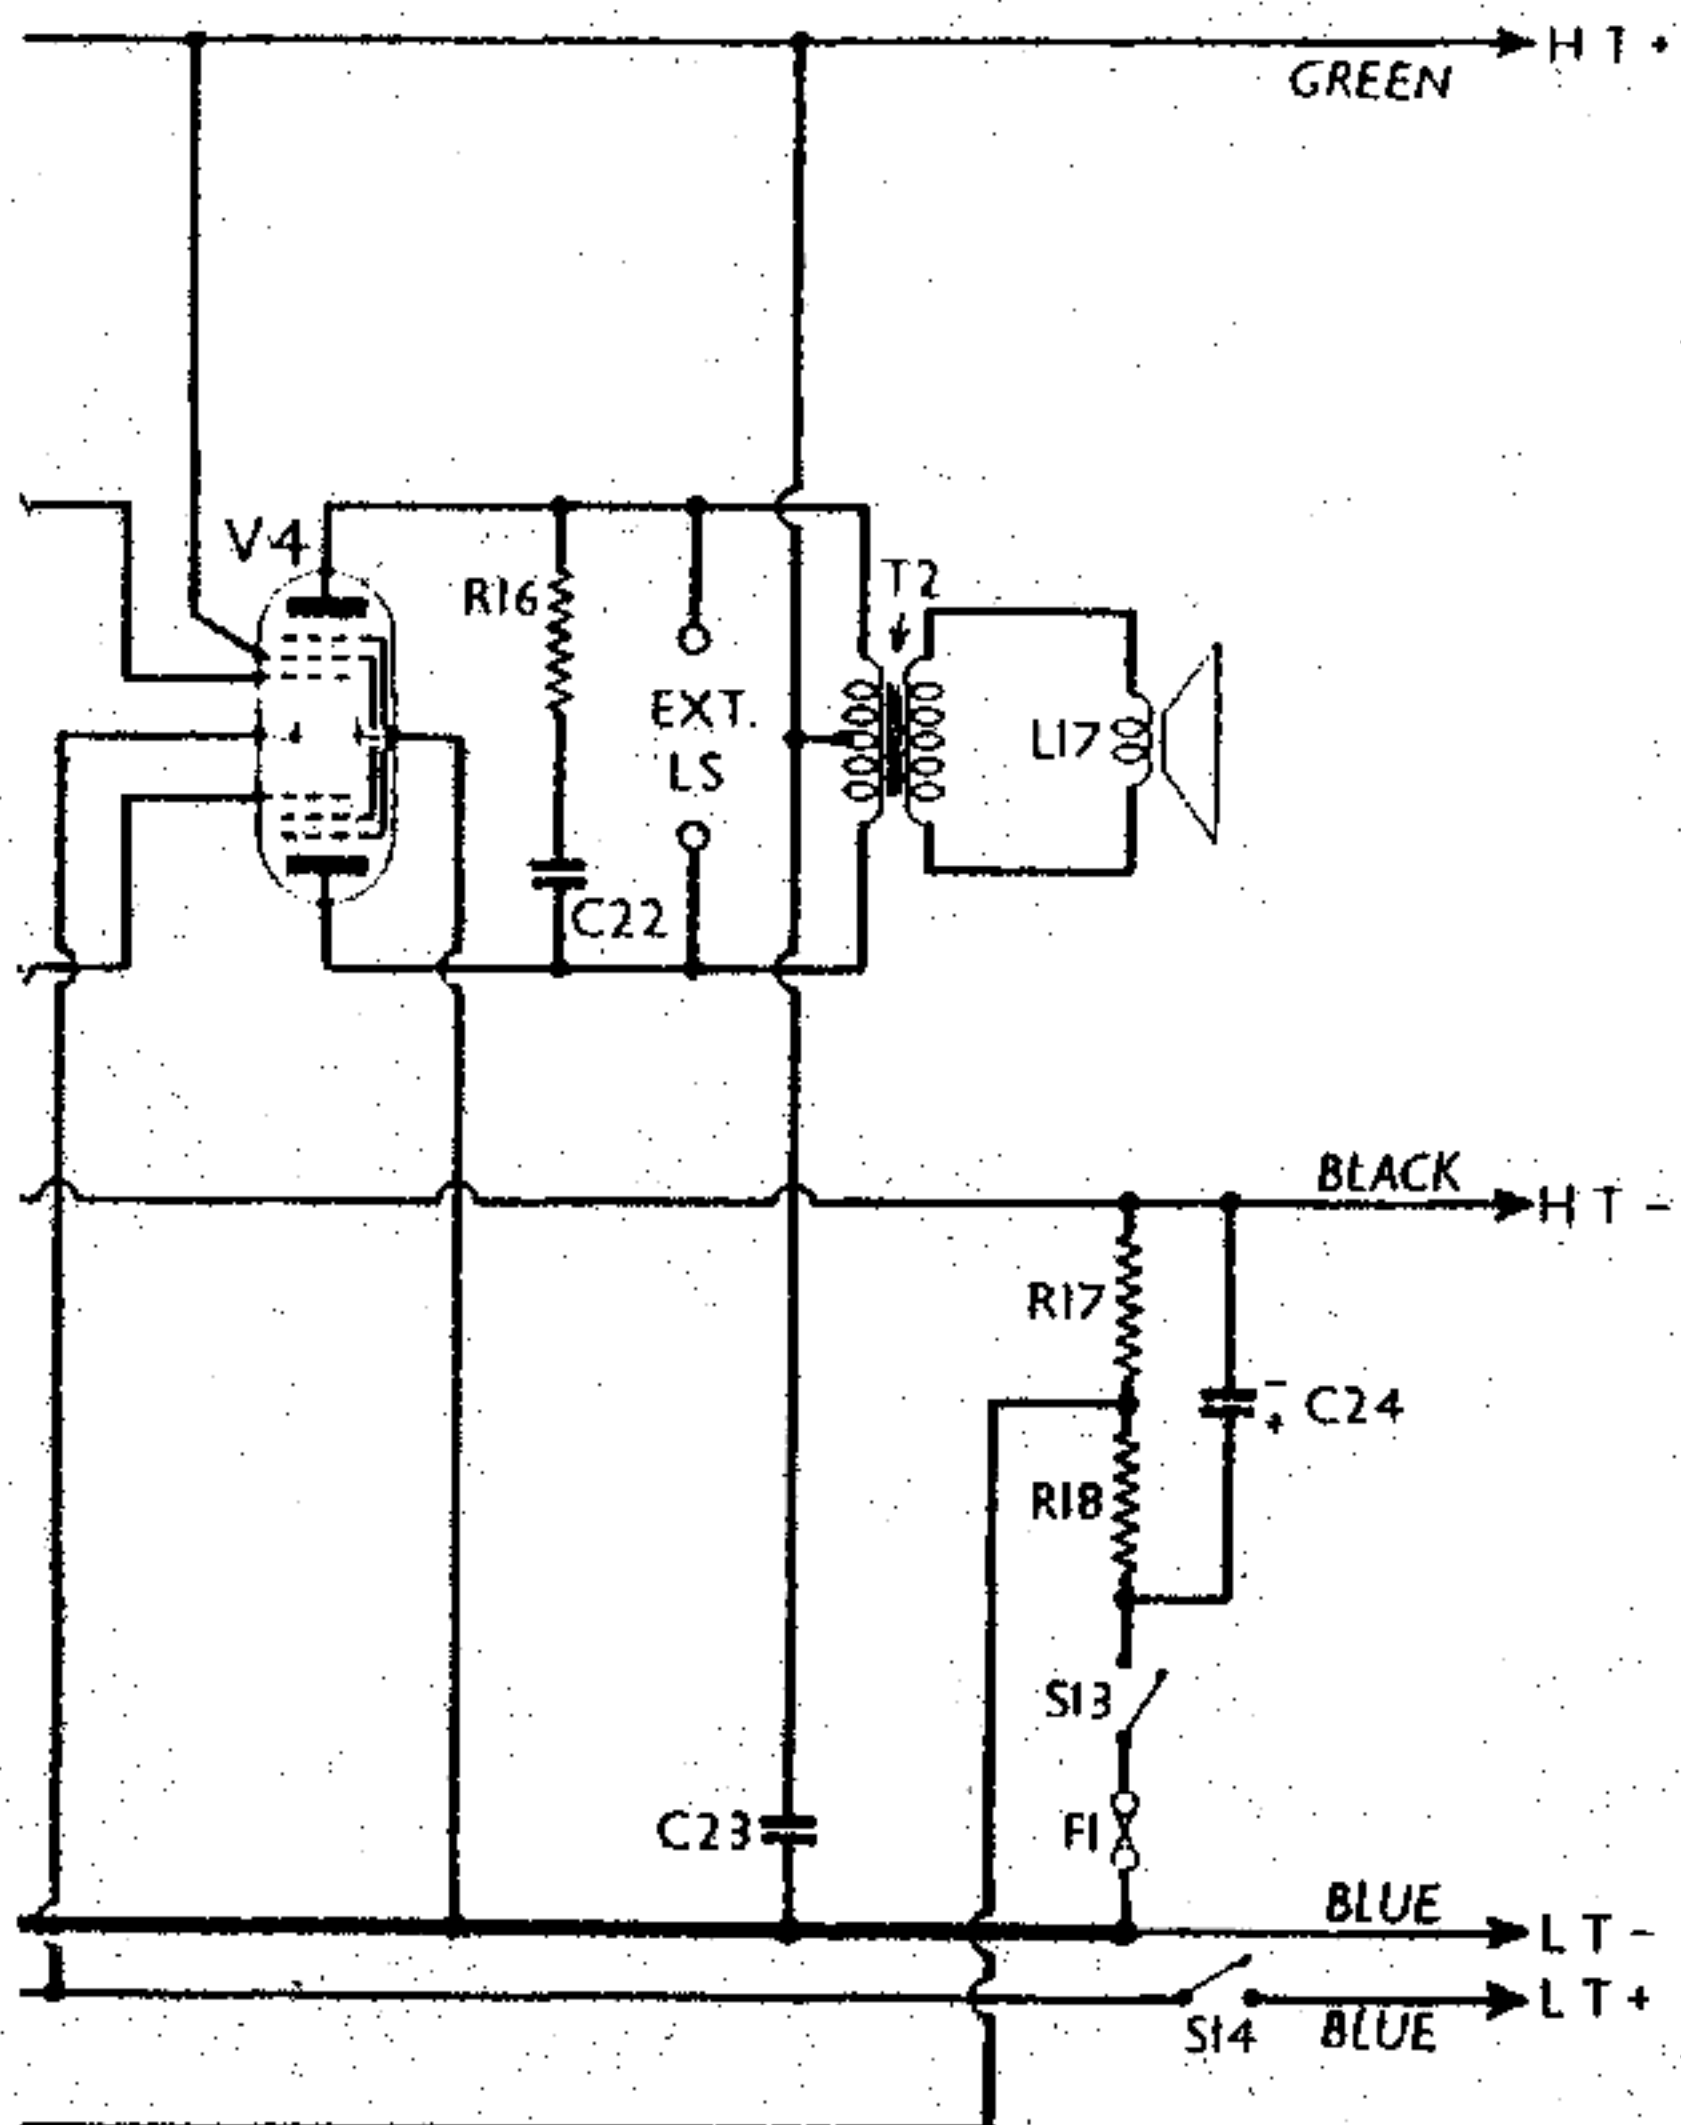 HT+
GREEN
V4
R16
T2
EXT.
LS
L17
C22
BLACK
HT-
R17
- C24
+
R18
S13
C23
F1
BLUE
LT-
LT+
S14
BLUE